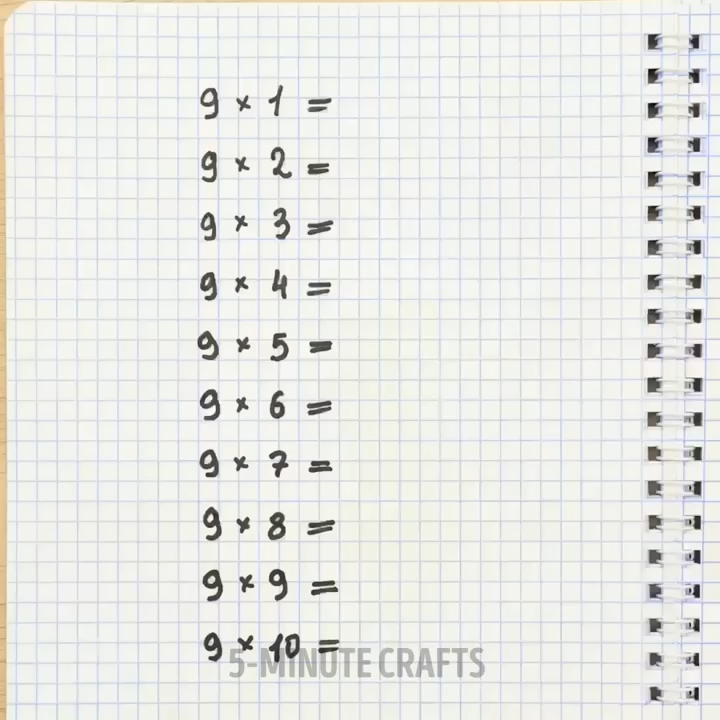 9 × 1 =
9 × 2 =
9 × 3 =
9 × 4 =
9 × 5 =
9 × 6 =
9 × 7 =
9 × 8 =
9 × 9 =
9 × 10 =
5-MINUTE CRAFTS